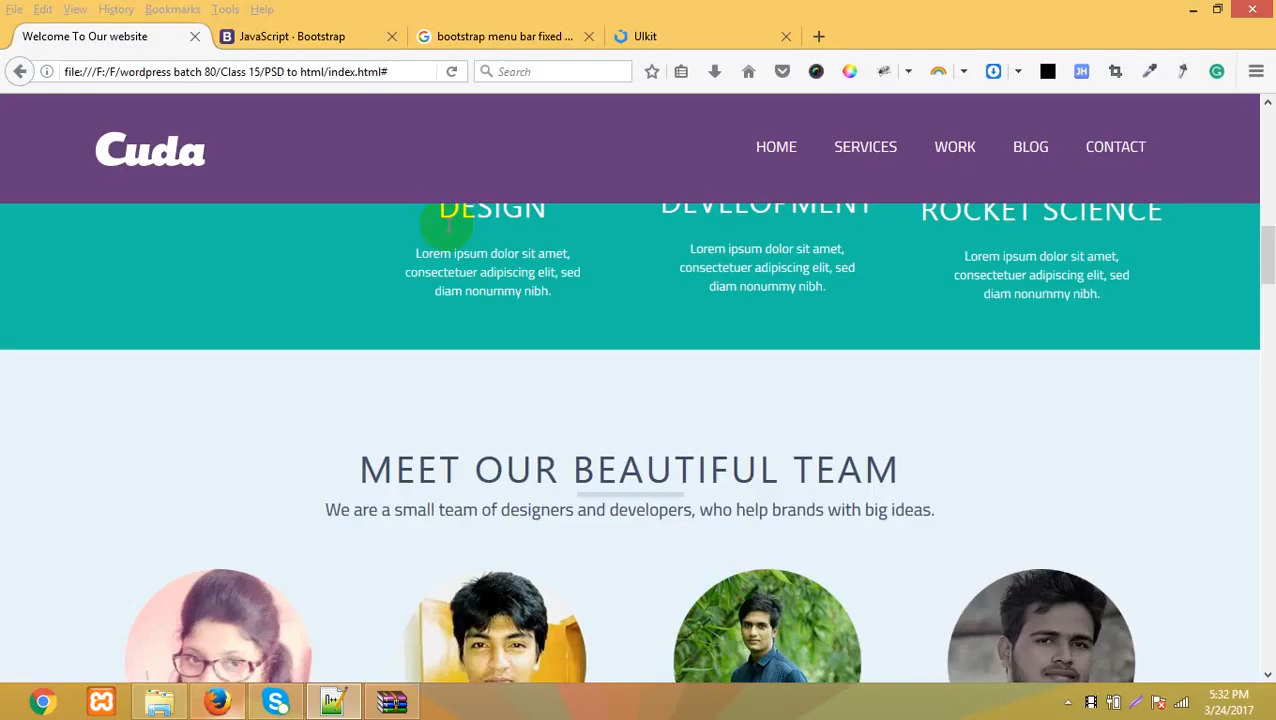 File Edit View History Bookmarks Tools Help
Welcome To Our website
JavaScript · Bootstrap
bootstrap menu bar fixed ...
UIkit
file:///F:/F/wordpress batch 80/Class 15/PSD to html/index.html#
Search
JH
Cuda
HOME SERVICES WORK BLOG CONTACT
DESIGN
DEVELOPMENT
ROCKET SCIENCE
Lorem ipsum dolor sit amet,
consectetuer adipiscing elit, sed
diam nonummy nibh.
Lorem ipsum dolor sit amet,
consectetuer adipiscing elit, sed
diam nonummy nibh.
Lorem ipsum dolor sit amet,
consectetuer adipiscing elit, sed
diam nonummy nibh.
MEET OUR BEAUTIFUL TEAM
We are a small team of designers and developers, who help brands with big ideas.
5:32 PM
3/24/2017